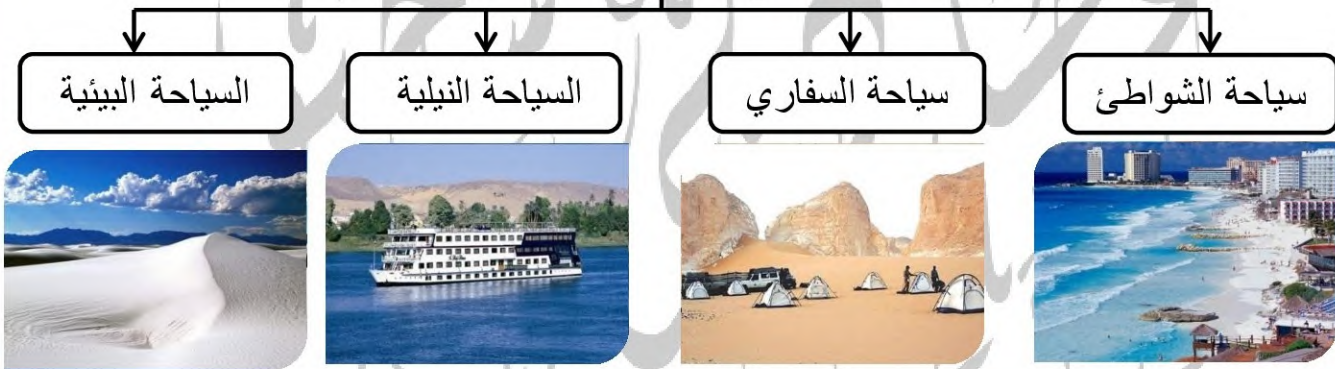 سياحة الشواطئ
سياحة السفاري
السياحة النيلية
السياحة البيئية